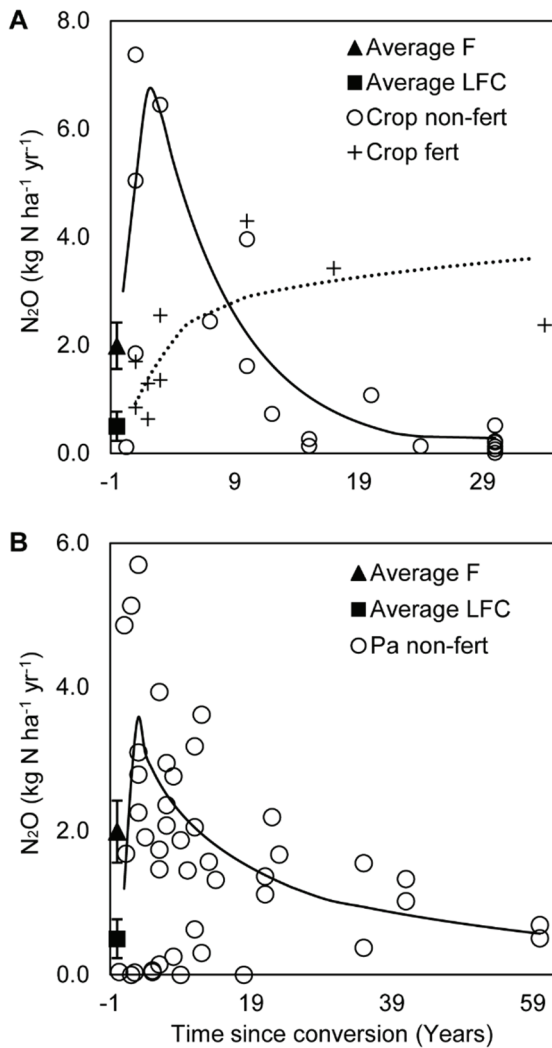 A
8.0
6.0
4.0
2.0
0.0
N₂O (kg N ha⁻¹ yr⁻¹)
Average F
Average LFC
Crop non-fert
Crop fert
-1 9 19 29
B
6.0
4.0
2.0
0.0
N₂O (kg N ha⁻¹ yr⁻¹)
Average F
Average LFC
Pa non-fert
-1 19 39 59
Time since conversion (Years)